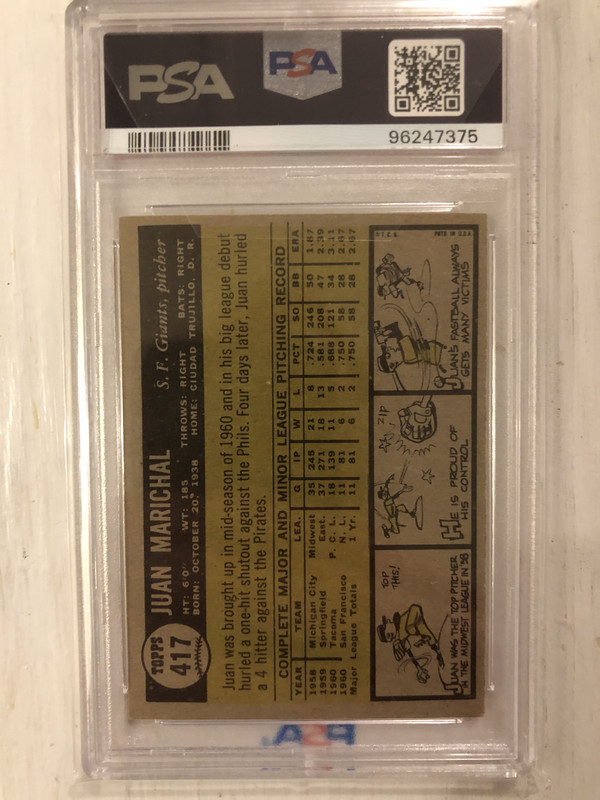 PSA
PSA
96247375
TOPPS
417
JUAN MARICHAL
S. F. Giants, pitcher
HT: 6'0" WT: 185 THROWS: RIGHT BATS: RIGHT
BORN: OCTOBER 20, 1938 HOME: CIUDAD TRUJILLO, D. R.
Juan was brought up in mid-season of 1960 and in his big league debut
hurled a one-hit shutout against the Phils. Four days later, Juan hurled
a 4 hitter against the Pirates.
COMPLETE MAJOR AND MINOR LEAGUE PITCHING RECORD
YEAR TEAM LEA. G IP W L PCT SO BB ERA
1958 Michigan City Midwest 35 245 21 8 .724 246 50 1.87
1959 Springfield East. 37 271 18 13 .581 208 47 2.39
1960 Tacoma P. C. L. 18 139 11 5 .688 121 34 3.11
1960 San Francisco N. L. 11 81 6 2 .750 58 28 2.67
Major League Totals 1 Yr. 11 81 6 2 .750 58 28 2.67
TOP
THIS!
JUAN WAS THE TOP PITCHER
IN THE MIDWEST LEAGUE IN '58
ZIP
HE IS PROUD OF
HIS CONTROL
© T. C. G. PRTD IN U.S.A.
JUAN'S FASTBALL ALWAYS
GETS MANY VICTIMS
PSA